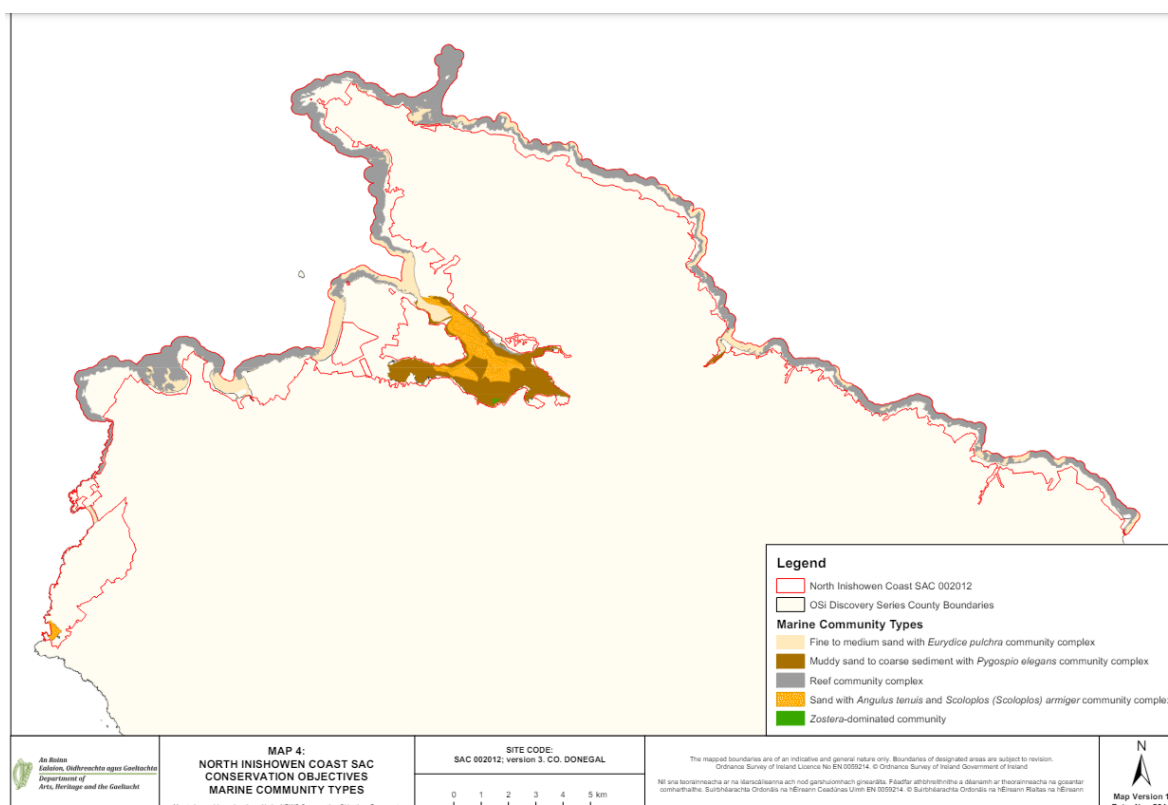 Legend
North Inishowen Coast SAC 002012
OSi Discovery Series County Boundaries
Marine Community Types
Fine to medium sand with Eurydice pulchra community complex
Muddy sand to coarse sediment with Pygospio elegans community complex
Reef community complex
Sand with Angulus tenuis and Scoloplos (Scoloplos) armiger community complex
Zostera-dominated community
An Roinn
Ealaíon, Oidhreachta agus Gaeltachta
Department of
Arts, Heritage and the Gaeltacht
MAP 4:
NORTH INISHOWEN COAST SAC
CONSERVATION OBJECTIVES
MARINE COMMUNITY TYPES
SITE CODE:
SAC 002012; version 3. CO. DONEGAL
0 1 2 3 4 5 km
The mapped boundaries are of an indicative and general nature only. Boundaries of designated areas are subject to revision.
Ordnance Survey of Ireland Licence No EN 0059214. © Ordnance Survey of Ireland Government of Ireland
N
Map Version 1